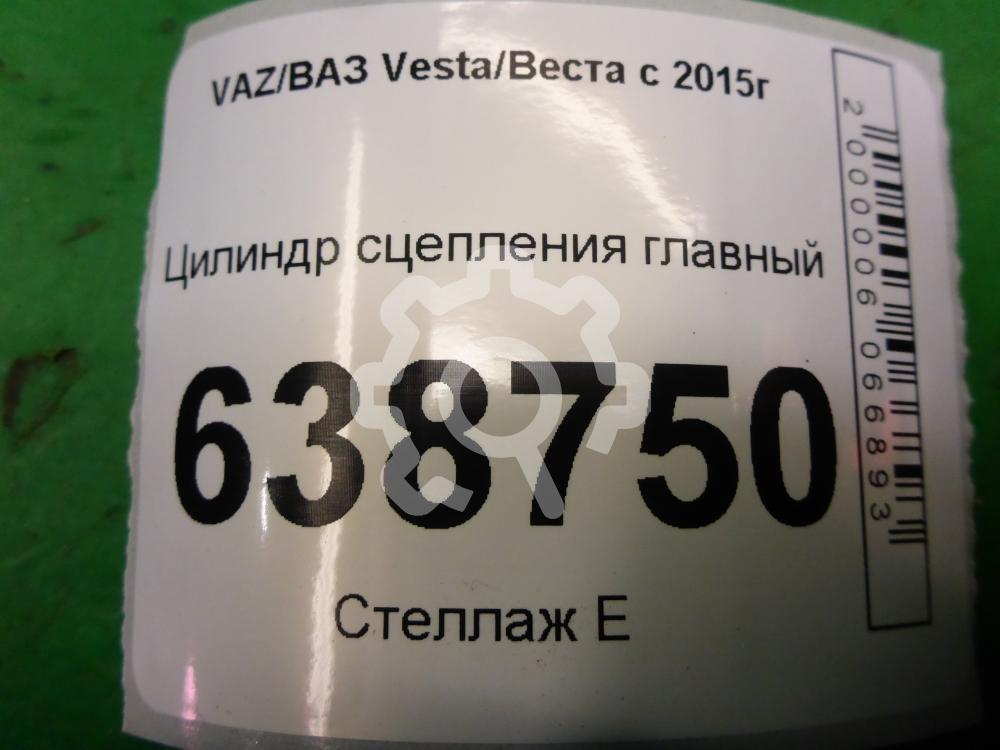 VAZ/ВАЗ Vesta/Веста с 2015г
Цилиндр сцепления главный
638750
Стеллаж Е
2000006066893